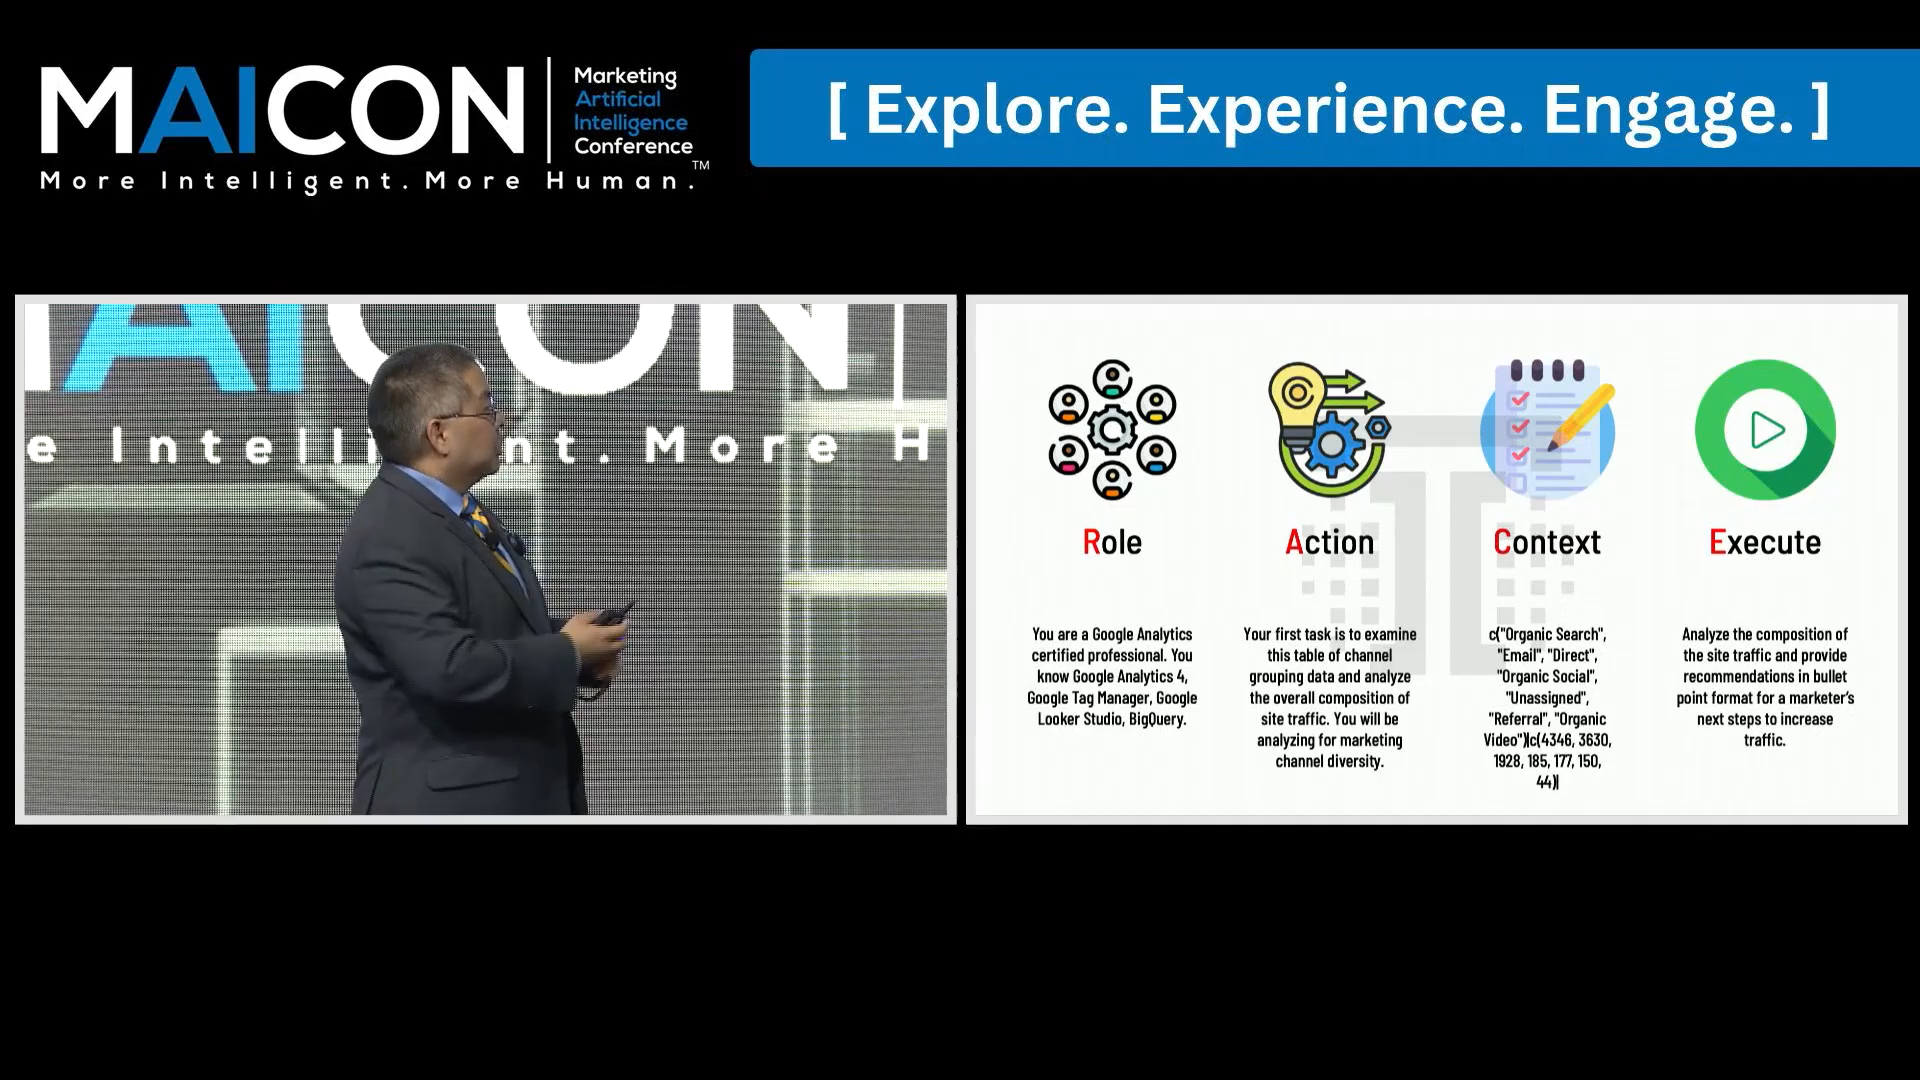 MAICON
Marketing
Artificial
Intelligence
Conference
TM
More Intelligent. More Human.
[ Explore. Experience. Engage. ]
AICON
e Intelli nt. More H
Role
You are a Google Analytics
certified professional. You
know Google Analytics 4,
Google Tag Manager, Google
Looker Studio, BigQuery.
Action
Your first task is to examine
this table of channel
grouping data and analyze
the overall composition of
site traffic. You will be
analyzing for marketing
channel diversity.
Context
c("Organic Search",
"Email", "Direct",
"Organic Social",
"Unassigned",
"Referral", "Organic
Video")|c(4346, 3630,
1928, 185, 177, 150,
44)|
Execute
Analyze the composition of
the site traffic and provide
recommendations in bullet
point format for a marketer's
next steps to increase
traffic.